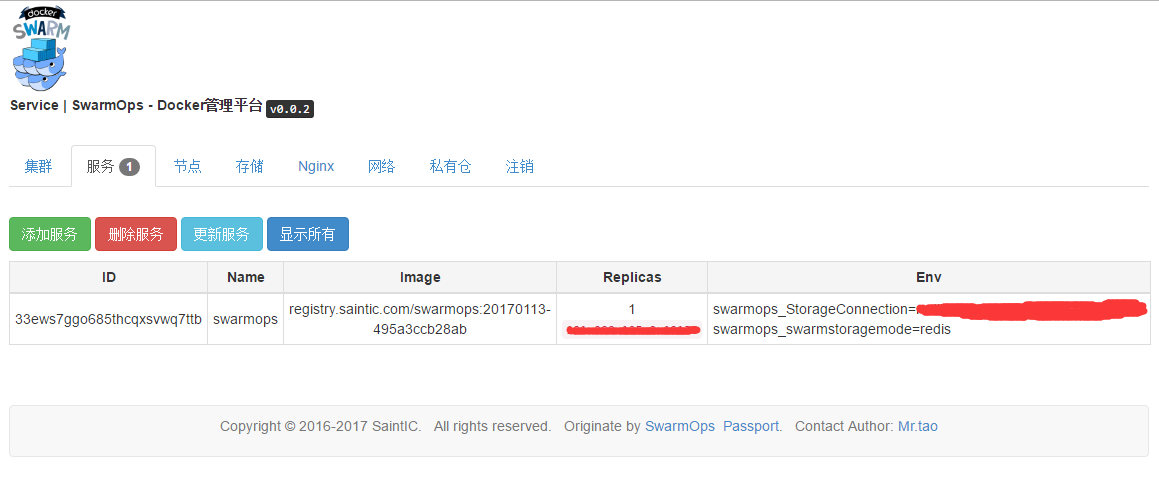 docker
SWARM
Service | SwarmOps - Docker管理平台 v0.0.2
集群 服务 1 节点 存储 Nginx 网络 私有仓 注销
添加服务 删除服务 更新服务 显示所有
ID Name Image Replicas Env
33ews7ggo685thcqxsvwq7ttb swarmops registry.saintic.com/swarmops:20170113- 1 swarmops_StorageConnection=
495a3ccb28ab swarmops_swarmstoragemode=redis
Copyright © 2016-2017 SaintIC. All rights reserved. Originate by SwarmOps Passport. Contact Author: Mr.tao